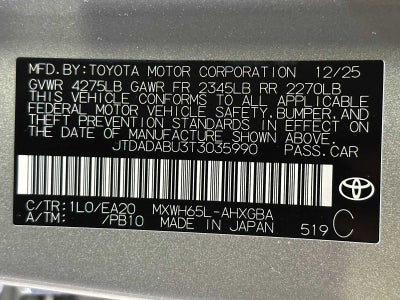 MFD.BY:TOYOTA MOTOR CORPORATION 12/25
GVWR 4275LB GAWR FR 2345LB RR 2270LB
THIS VEHICLE CONFORMS TO ALL APPLICABLE
FEDERAL MOTOR VEHICLE SAFETY,BUMPER,AND
THEFT PREVENTION STANDARDS IN EFFECT ON
THE DATE OF MANUFACTURE SHOWN ABOVE.
JTDADABU3T3035990 PASS.CAR
C/TR:1L0/EA20 MXWH65L-AHXGBA
A/TM: /PB10 MADE IN JAPAN 519 C
TOYOTA